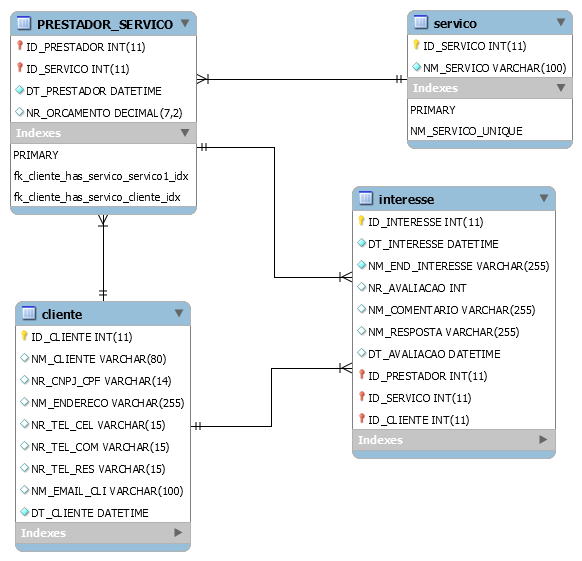 PRESTADOR_SERVICO
ID_PRESTADOR INT(11)
ID_SERVICO INT(11)
DT_PRESTADOR DATETIME
NR_ORCAMENTO DECIMAL(7,2)
Indexes
PRIMARY
fk_cliente_has_servico_servico1_idx
fk_cliente_has_servico_cliente_idx
servico
ID_SERVICO INT(11)
NM_SERVICO VARCHAR(100)
Indexes
PRIMARY
NM_SERVICO_UNIQUE
interesse
ID_INTERESSE INT(11)
DT_INTERESSE DATETIME
NM_END_INTERESSE VARCHAR(255)
NR_AVALIACAO INT
NM_COMENTARIO VARCHAR(255)
NM_RESPOSTA VARCHAR(255)
DT_AVALIACAO DATETIME
ID_PRESTADOR INT(11)
ID_SERVICO INT(11)
ID_CLIENTE INT(11)
Indexes
cliente
ID_CLIENTE INT(11)
NM_CLIENTE VARCHAR(80)
NR_CNPJ_CPF VARCHAR(14)
NM_ENDERECO VARCHAR(255)
NR_TEL_CEL VARCHAR(15)
NR_TEL_COM VARCHAR(15)
NR_TEL_RES VARCHAR(15)
NM_EMAIL_CLI VARCHAR(100)
DT_CLIENTE DATETIME
Indexes